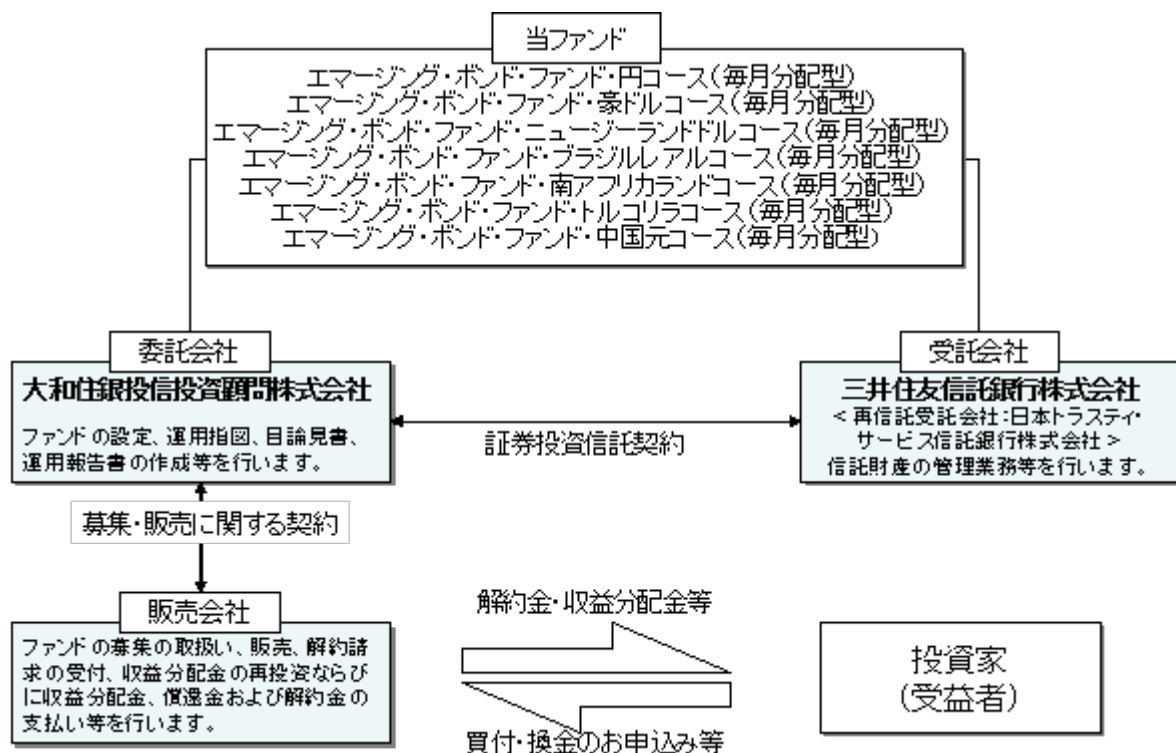 当ファンド
エマージング・ボンド・ファンド・円コース(毎月分配型)
エマージング・ボンド・ファンド・豪ドルコース(毎月分配型)
エマージング・ボンド・ファンド・ニュージーランドドルコース(毎月分配型)
エマージング・ボンド・ファンド・ブラジルレアルコース(毎月分配型)
エマージング・ボンド・ファンド・南アフリカランドコース(毎月分配型)
エマージング・ボンド・ファンド・トルコリラコース(毎月分配型)
エマージング・ボンド・ファンド・中国元コース(毎月分配型)
委託会社
大和住銀投信投資顧問株式会社
ファンドの設定、運用指図、目論見書、
運用報告書の作成等を行います。
証券投資信託契約
受託会社
三井住友信託銀行株式会社
<再信託受託会社:日本トラスティ・
サービス信託銀行株式会社>
信託財産の管理業務等を行います。
募集・販売に関する契約
販売会社
ファンドの募集の取扱い、販売、解約請
求の受付、収益分配金の再投資ならび
に収益分配金、償還金および解約金の
支払い等を行います。
解約金・収益分配金等
買付・換金のお申込み等
投資家
(受益者)